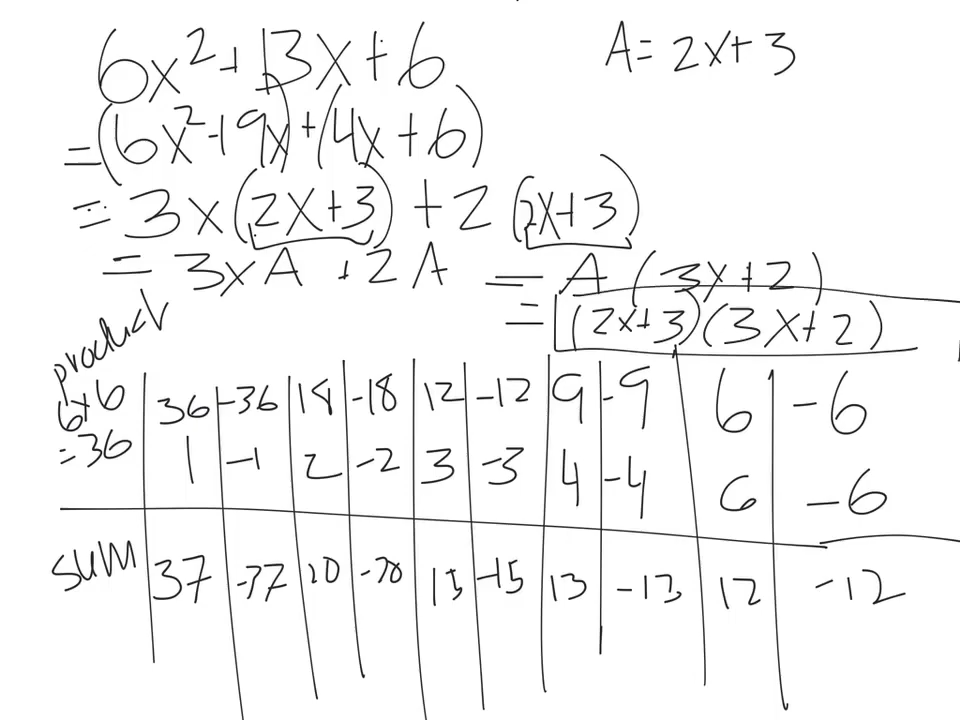 6x²+13x+6
A=2x+3
=(6x²+9x)+(4x+6)
=3x(2x+3)+2(2x+3)
=3xA+2A =A(3x+2)
=(2x+3)(3x+2)
product
6x6 36 -36 18 -18 12 -12 9 -9 6 -6
=36 1 -1 2 -2 3 -3 4 -4 6 -6
sum 37 -37 20 -20 15 -15 13 -13 12 -12